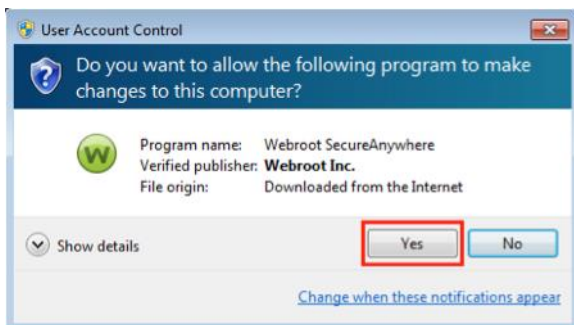 User Account Control
Do you want to allow the following program to make
changes to this computer?
W
Program name: Webroot SecureAnywhere
Verified publisher: Webroot Inc.
File origin: Downloaded from the Internet
Show details
Yes
No
Change when these notifications appear